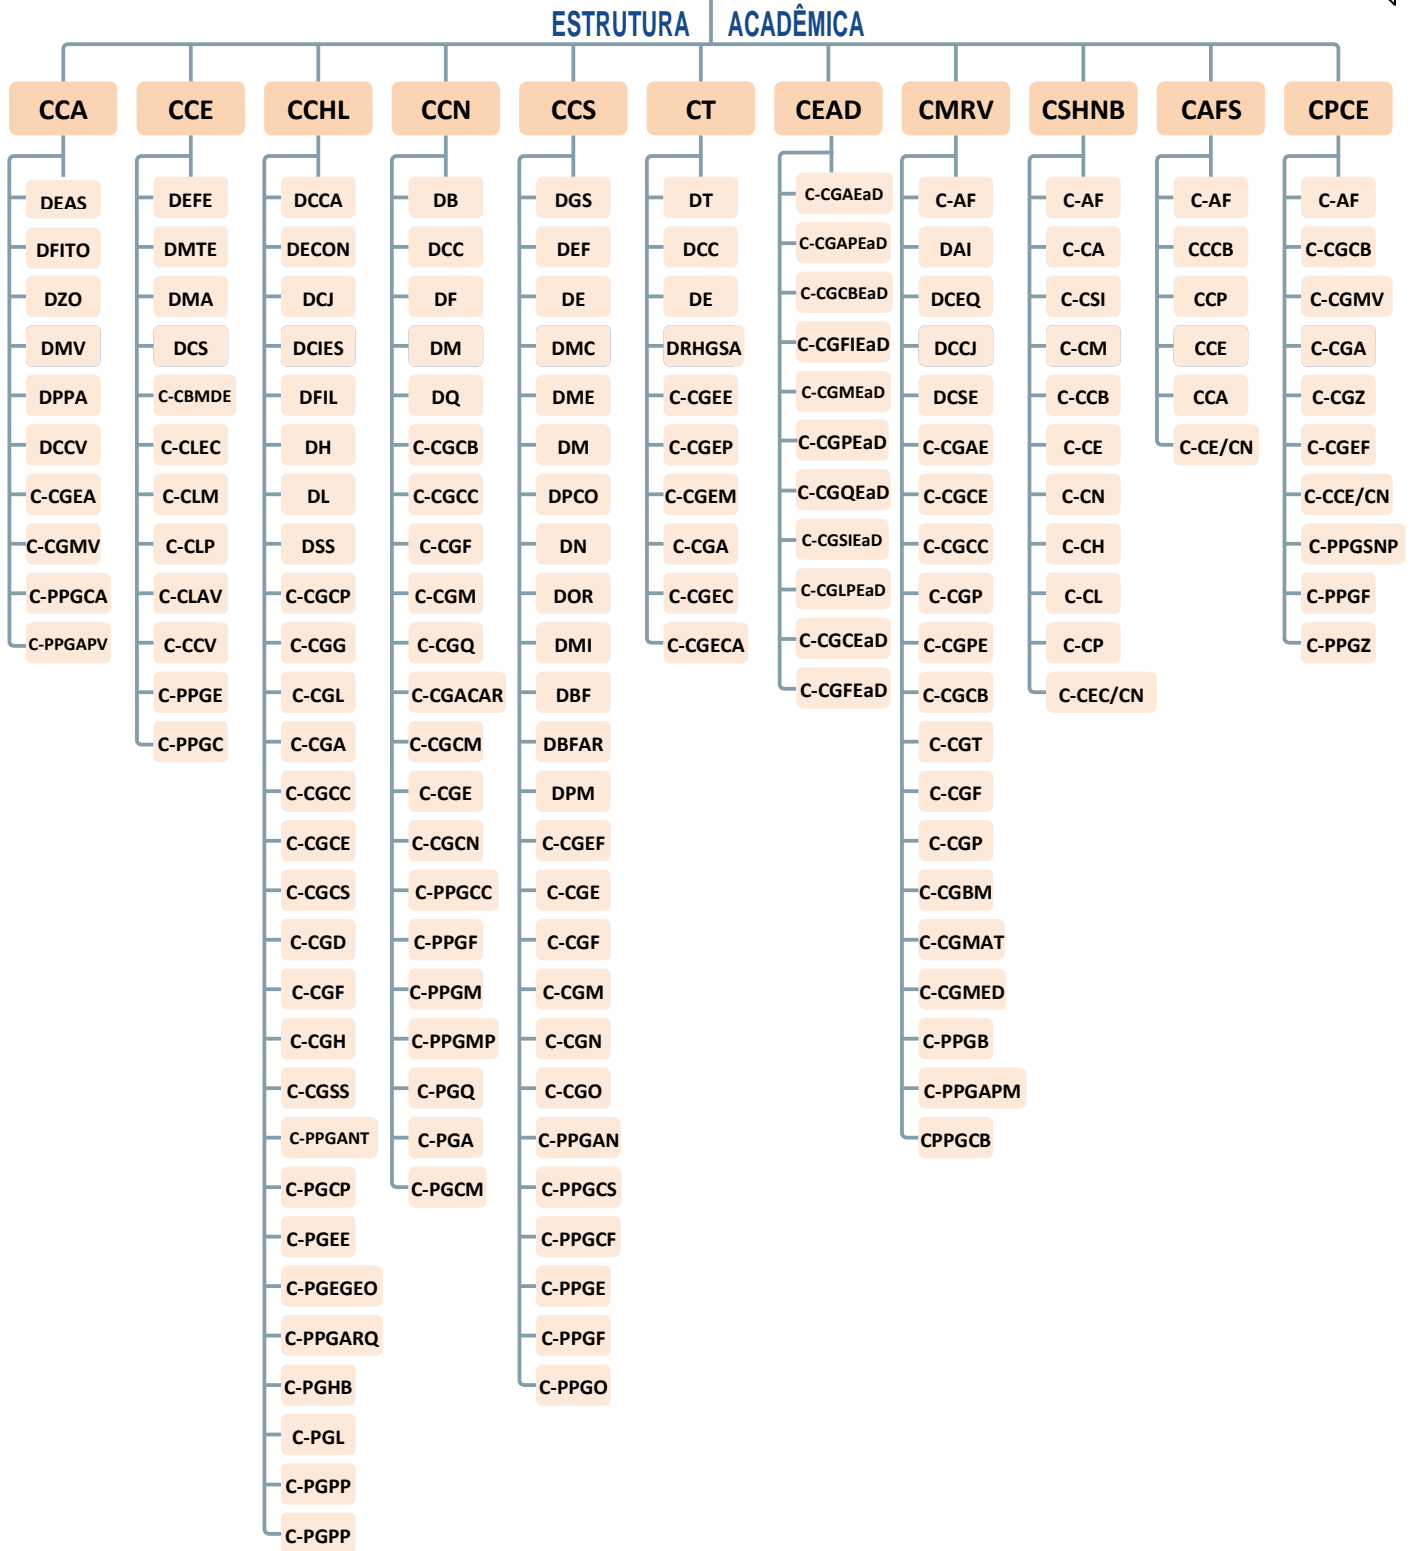 ESTRUTURA ACADÊMICA
CCA
DEAS
DFITO
DZO
DMV
DPPA
DCCV
C-CGEA
C-CGMV
C-PPGCA
C-PPGAPV
CCE
DEFE
DMTE
DMA
DCS
C-CBMDE
C-CLEC
C-CLM
C-CLP
C-CLAV
C-CCV
C-PPGE
C-PPGC
CCHL
DCCA
DECON
DCJ
DCIES
DFIL
DH
DL
DSS
C-CGCP
C-CGG
C-CGL
C-CGA
C-CGCC
C-CGCE
C-CGCS
C-CGD
C-CGF
C-CGH
C-CGSS
C-PPGANT
C-PGCP
C-PGEE
C-PGEGEO
C-PPGARQ
C-PGHB
C-PGL
C-PGPP
C-PGPP
CCN
DB
DCC
DF
DM
DQ
C-CGCB
C-CGCC
C-CGF
C-CGM
C-CGQ
C-CGACAR
C-CGCM
C-CGE
C-CGCN
C-PPGCC
C-PPGF
C-PPGM
C-PPGMP
C-PGQ
C-PGA
C-PGCM
CCS
DGS
DEF
DE
DMC
DME
DM
DPCO
DN
DOR
DMI
DBF
DBFAR
DPM
C-CGEF
C-CGE
C-CGF
C-CGM
C-CGN
C-CGO
C-PPGAN
C-PPGCS
C-PPGCF
C-PPGE
C-PPGF
C-PPGO
CT
DT
DCC
DE
DRHGSA
C-CGEE
C-CGEP
C-CGEM
C-CGA
C-CGEC
C-CGECA
CEAD
C-CGAEaD
C-CGAPEaD
C-CGCBEaD
C-CGFIEaD
C-CGMEaD
C-CGPEaD
C-CGQEaD
C-CGSIEaD
C-CGLPEaD
C-CGCEaD
C-CGFEaD
CMRV
C-AF
DAI
DCEQ
DCCJ
DCSE
C-CGAE
C-CGCE
C-CGCC
C-CGP
C-CGPE
C-CGCB
C-CGT
C-CGF
C-CGP
C-CGBM
C-CGMAT
C-CGMED
C-PPGB
C-PPGAPM
CPPGCB
CSHNB
C-AF
C-CA
C-CSI
C-CM
C-CCB
C-CE
C-CN
C-CH
C-CL
C-CP
C-CEC/CN
CAFS
C-AF
CCCB
CCP
CCE
CCA
C-CE/CN
CPCE
C-AF
C-CGCB
C-CGMV
C-CGA
C-CGZ
C-CGEF
C-CCE/CN
C-PPGSNP
C-PPGF
C-PPGZ